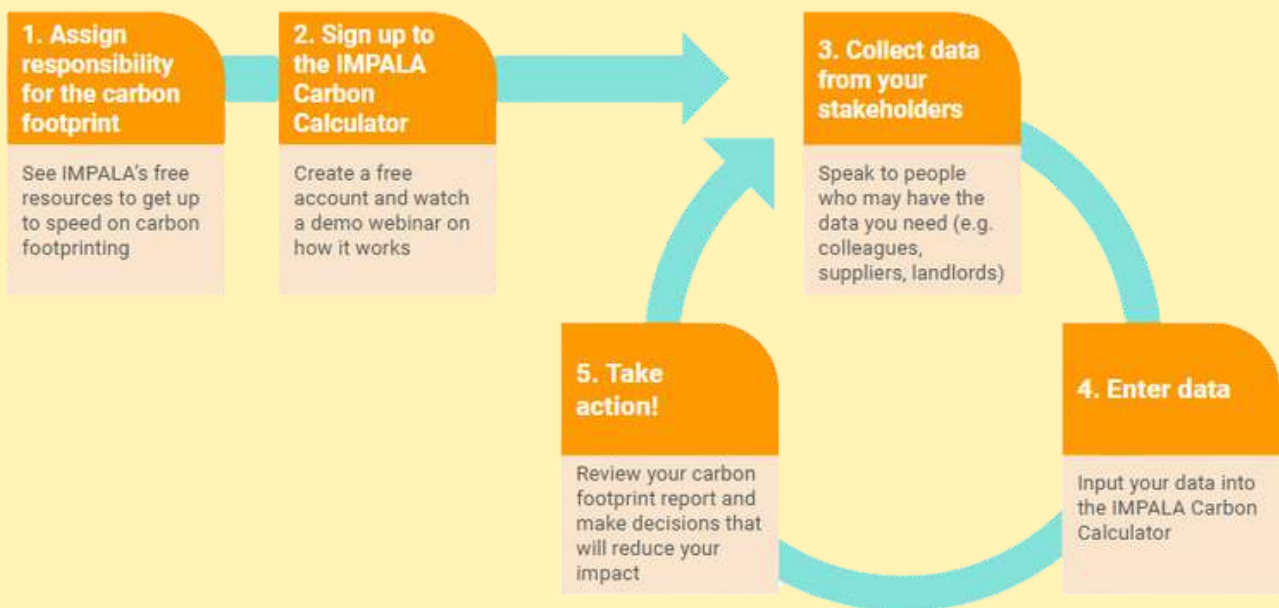 1. Assign
responsibility
for the carbon
footprint
See IMPALA's free
resources to get up
to speed on carbon
footprinting
2. Sign up to
the IMPALA
Carbon
Calculator
Create a free
account and watch
a demo webinar on
how it works
3. Collect data
from your
stakeholders
Speak to people
who may have the
data you need (e.g.
colleagues,
suppliers, landlords)
4. Enter data
Input your data into
the IMPALA Carbon
Calculator
5. Take
action!
Review your carbon
footprint report and
make decisions that
will reduce your
impact